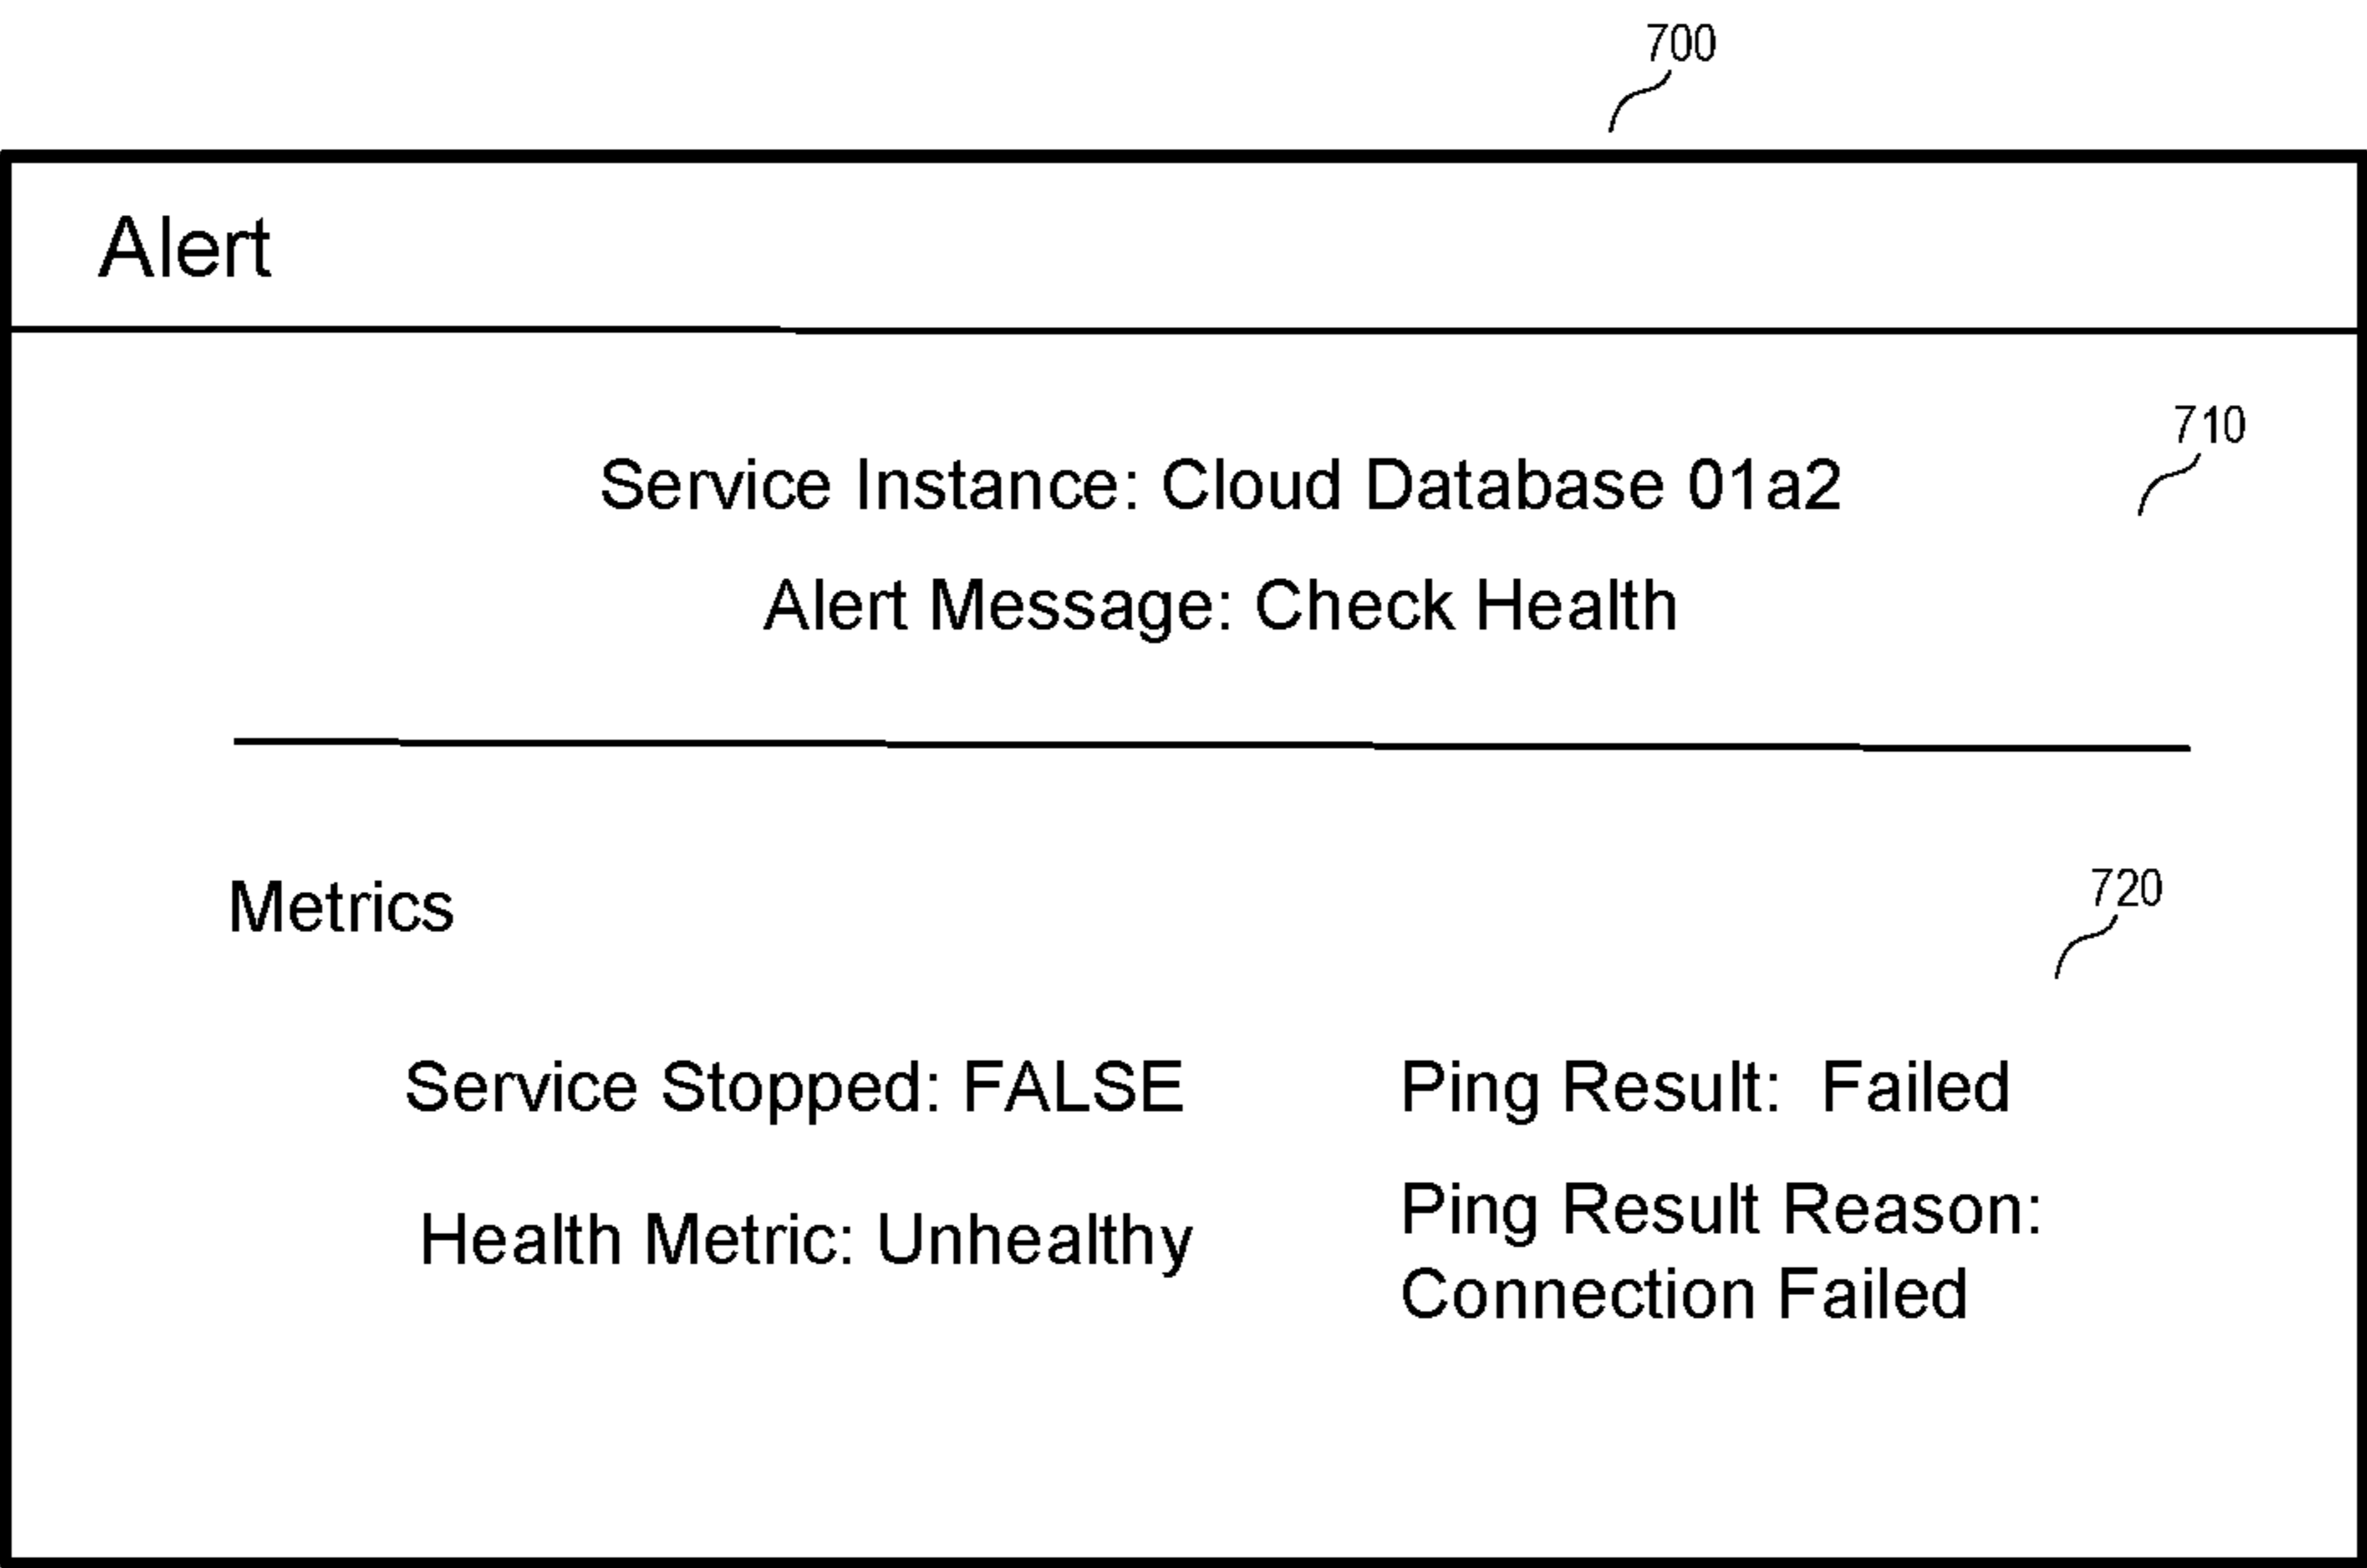 700
Alert
710
Service Instance: Cloud Database 01a2
Alert Message: Check Health
Metrics
720
Service Stopped: FALSE
Health Metric: Unhealthy
Ping Result: Failed
Ping Result Reason:
Connection Failed